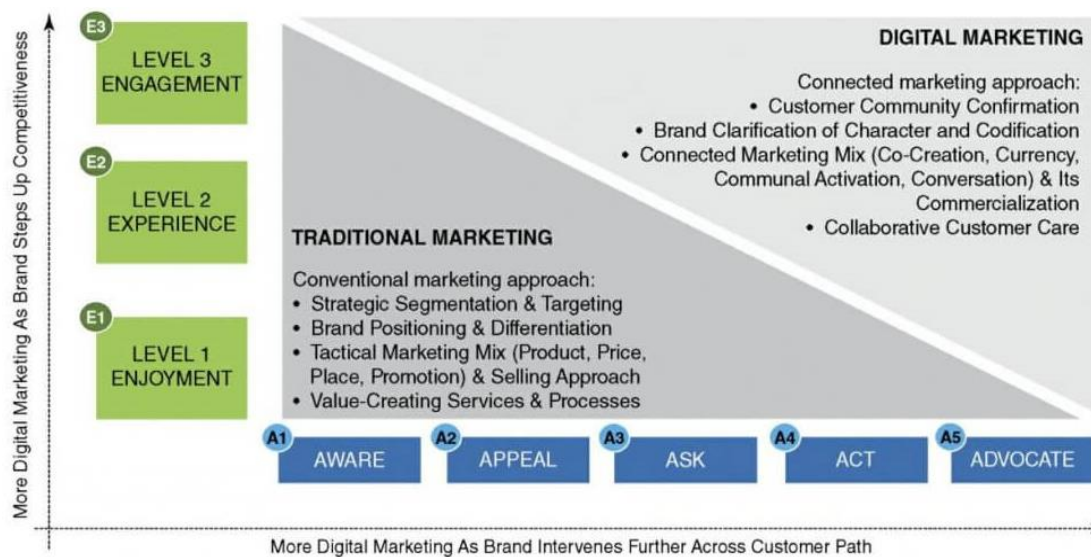 More Digital Marketing As Brand Steps Up Competitiveness
E3
LEVEL 3
ENGAGEMENT
E2
LEVEL 2
EXPERIENCE
E1
LEVEL 1
ENJOYMENT
DIGITAL MARKETING
Connected marketing approach:
• Customer Community Confirmation
• Brand Clarification of Character and Codification
• Connected Marketing Mix (Co-Creation, Currency,
Communal Activation, Conversation) & Its
Commercialization
• Collaborative Customer Care
TRADITIONAL MARKETING
Conventional marketing approach:
• Strategic Segmentation & Targeting
• Brand Positioning & Differentiation
• Tactical Marketing Mix (Product, Price,
Place, Promotion) & Selling Approach
• Value-Creating Services & Processes
A1
AWARE
A2
APPEAL
A3
ASK
A4
ACT
A5
ADVOCATE
More Digital Marketing As Brand Intervenes Further Across Customer Path